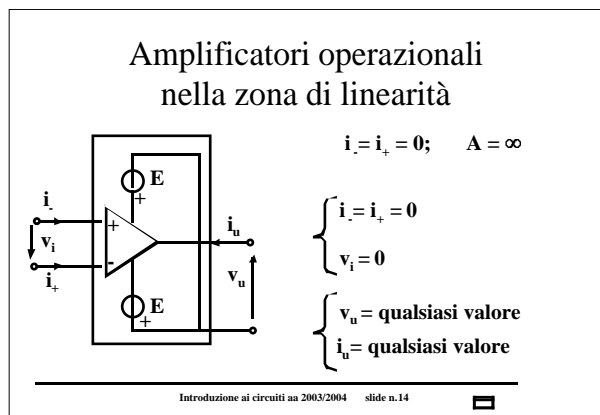 Amplificatori operazionali
nella zona di linearità
i₋= i₊ = 0; A = ∞
E
+
i₋
+
iᵤ
i₋= i₊ = 0
vᵢ
vᵢ = 0
-
i₊
vᵤ
E
+
vᵤ = qualsiasi valore
iᵤ = qualsiasi valore
Introduzione ai circuiti aa 2003/2004 slide n.14